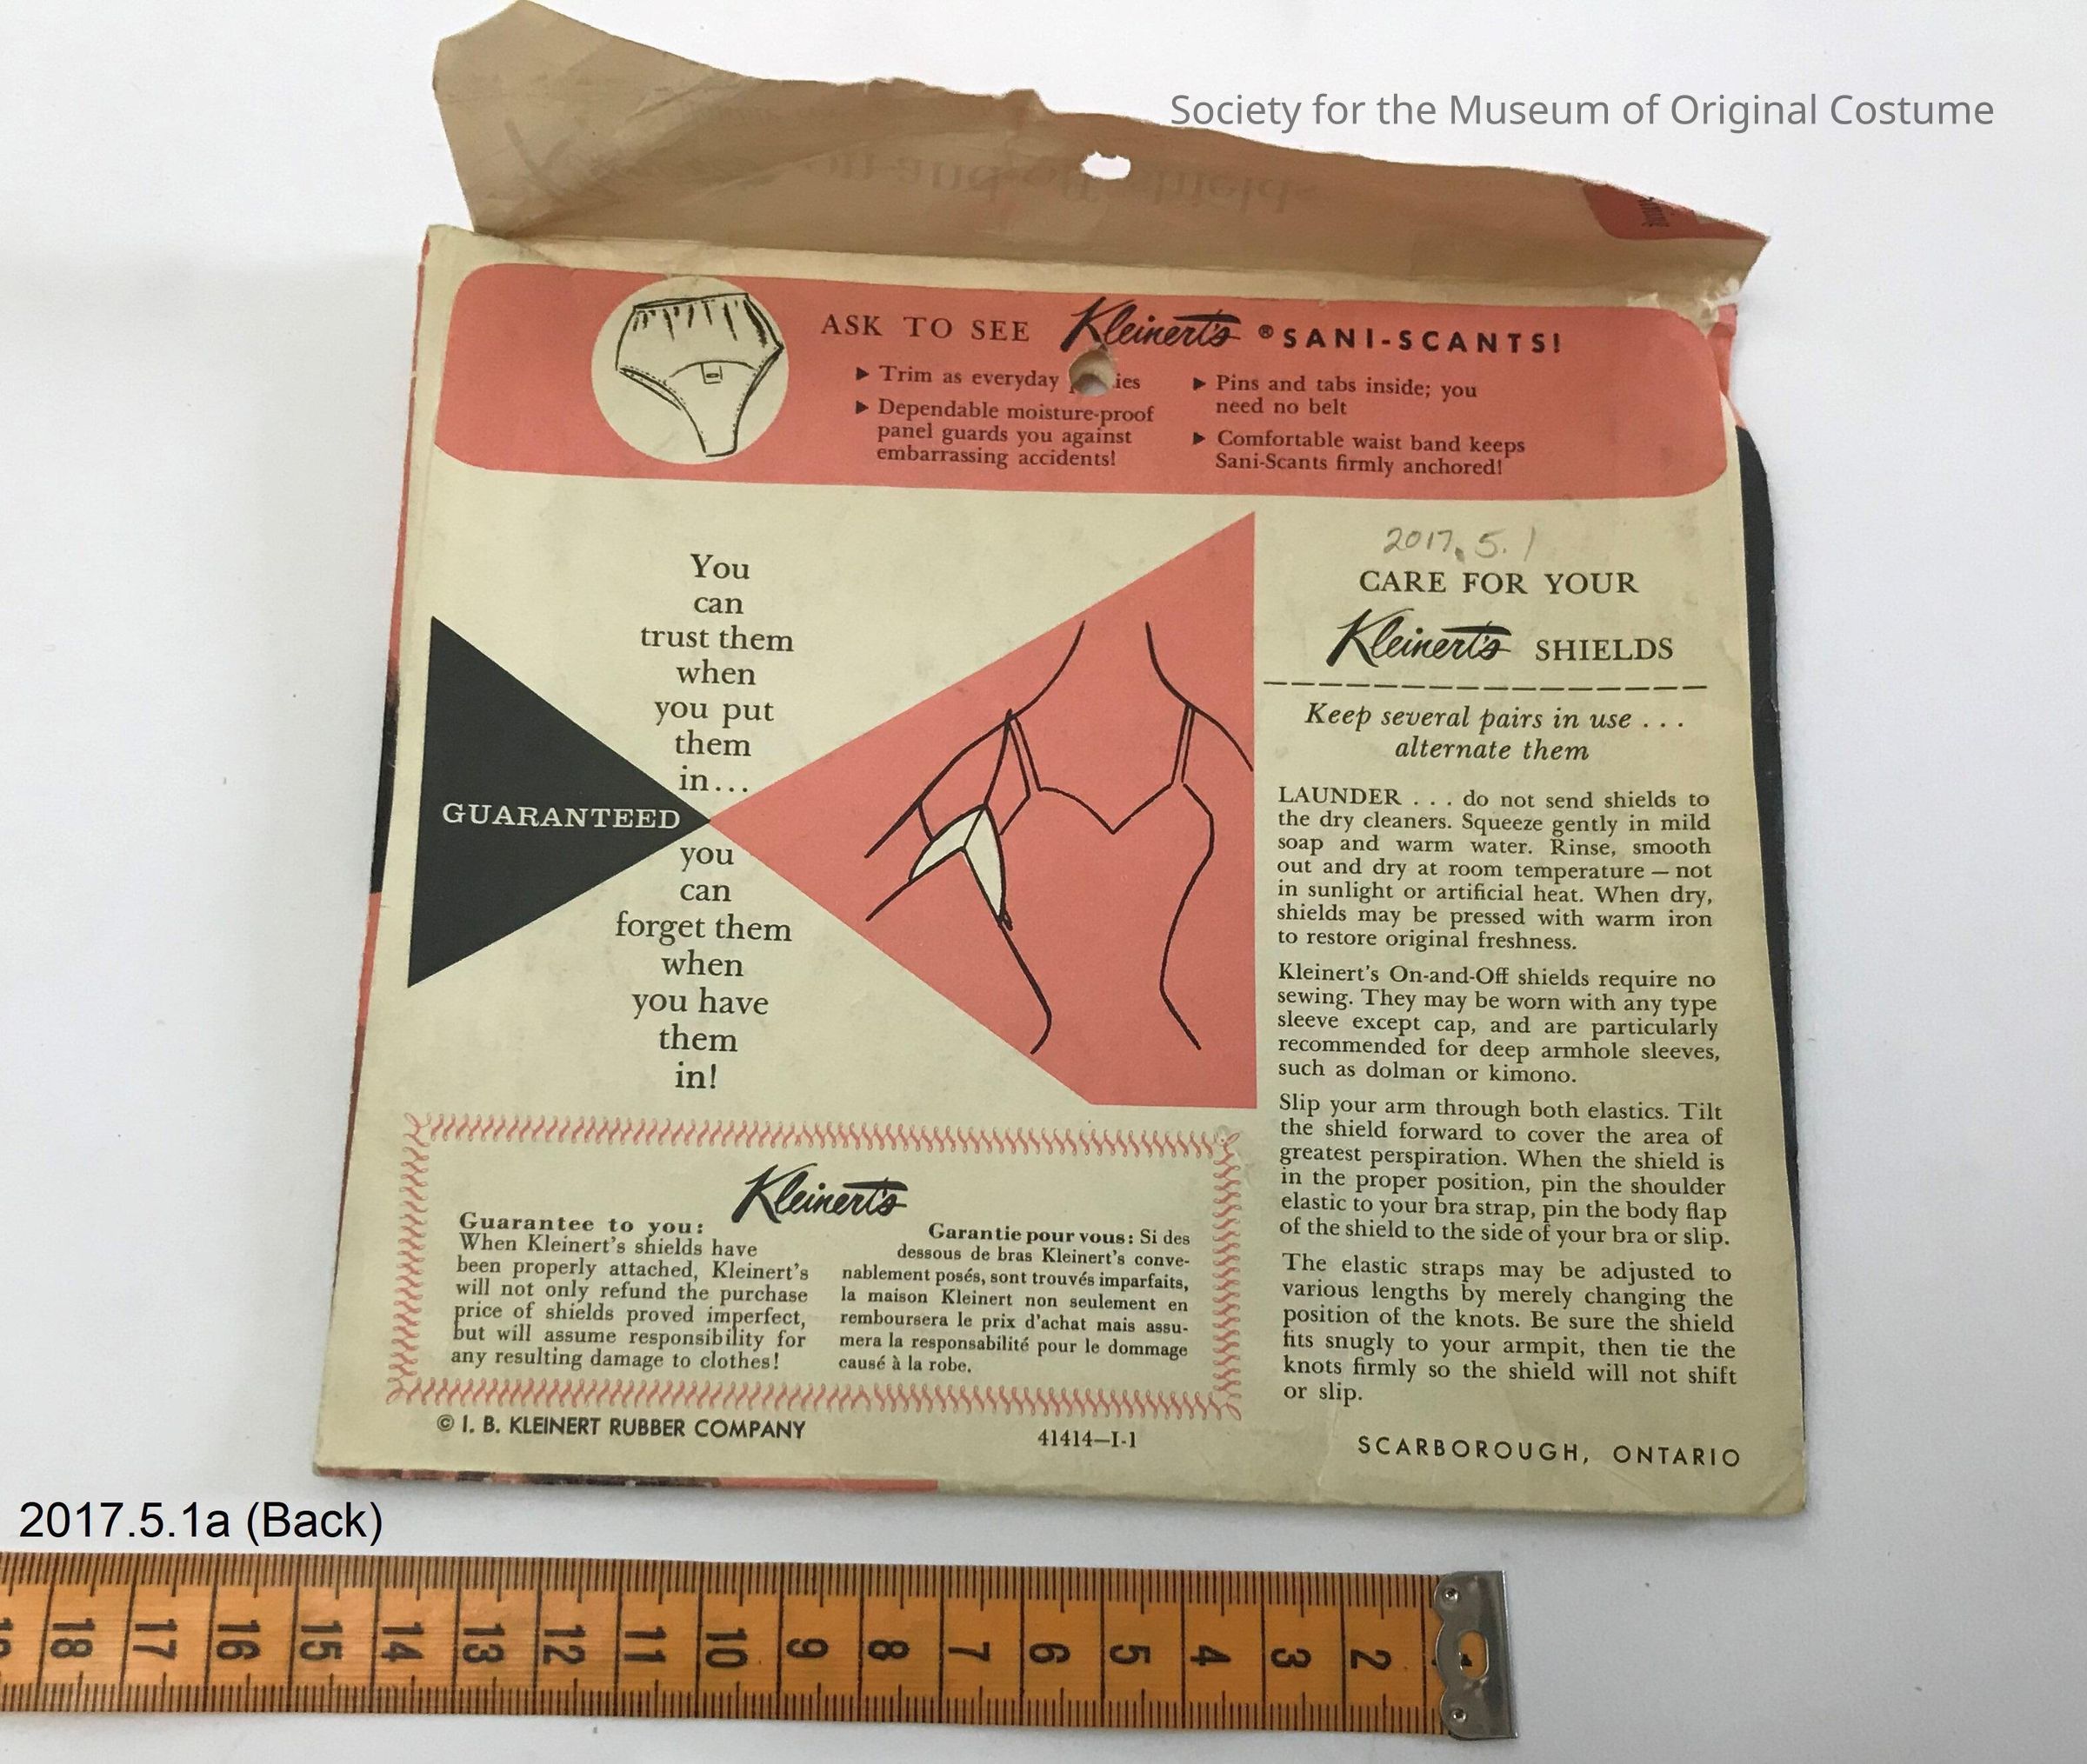 Society for the Museum of Original Costume
on-and-off shields
ASK TO SEE Kleinert's ® SANI-SCANTS!
▶ Trim as everyday ies
▶ Dependable moisture-proof
panel guards you against
embarrassing accidents!
▶ Pins and tabs inside; you
need no belt
▶ Comfortable waist band keeps
Sani-Scants firmly anchored!
You
can
trust them
when
you put
them
in...
GUARANTEED
you
can
forget them
when
you have
them
in!
2017.5.1
CARE FOR YOUR
Kleinert's SHIELDS
Keep several pairs in use . . .
alternate them
LAUNDER . . . do not send shields to
the dry cleaners. Squeeze gently in mild
soap and warm water. Rinse, smooth
out and dry at room temperature — not
in sunlight or artificial heat. When dry,
shields may be pressed with warm iron
to restore original freshness.
Kleinert's On-and-Off shields require no
sewing. They may be worn with any type
sleeve except cap, and are particularly
recommended for deep armhole sleeves,
such as dolman or kimono.
Slip your arm through both elastics. Tilt
the shield forward to cover the area of
greatest perspiration. When the shield is
in the proper position, pin the shoulder
elastic to your bra strap, pin the body flap
of the shield to the side of your bra or slip.
The elastic straps may be adjusted to
various lengths by merely changing the
position of the knots. Be sure the shield
fits snugly to your armpit, then tie the
knots firmly so the shield will not shift
or slip.
Kleinert's
Guarantee to you:
When Kleinert's shields have
been properly attached, Kleinert's
will not only refund the purchase
price of shields proved imperfect,
but will assume responsibility for
any resulting damage to clothes!
Garantie pour vous: Si des
dessous de bras Kleinert's conve-
nablement posés, sont trouvés imparfaits,
la maison Kleinert non seulement en
remboursera le prix d'achat mais assu-
mera la responsabilité pour le dommage
causé à la robe.
© I. B. KLEINERT RUBBER COMPANY
41414—I-1
SCARBOROUGH, ONTARIO
2017.5.1a (Back)
18 17 16 15 14 13 12 11 10 9 8 7 6 5 4 3 2